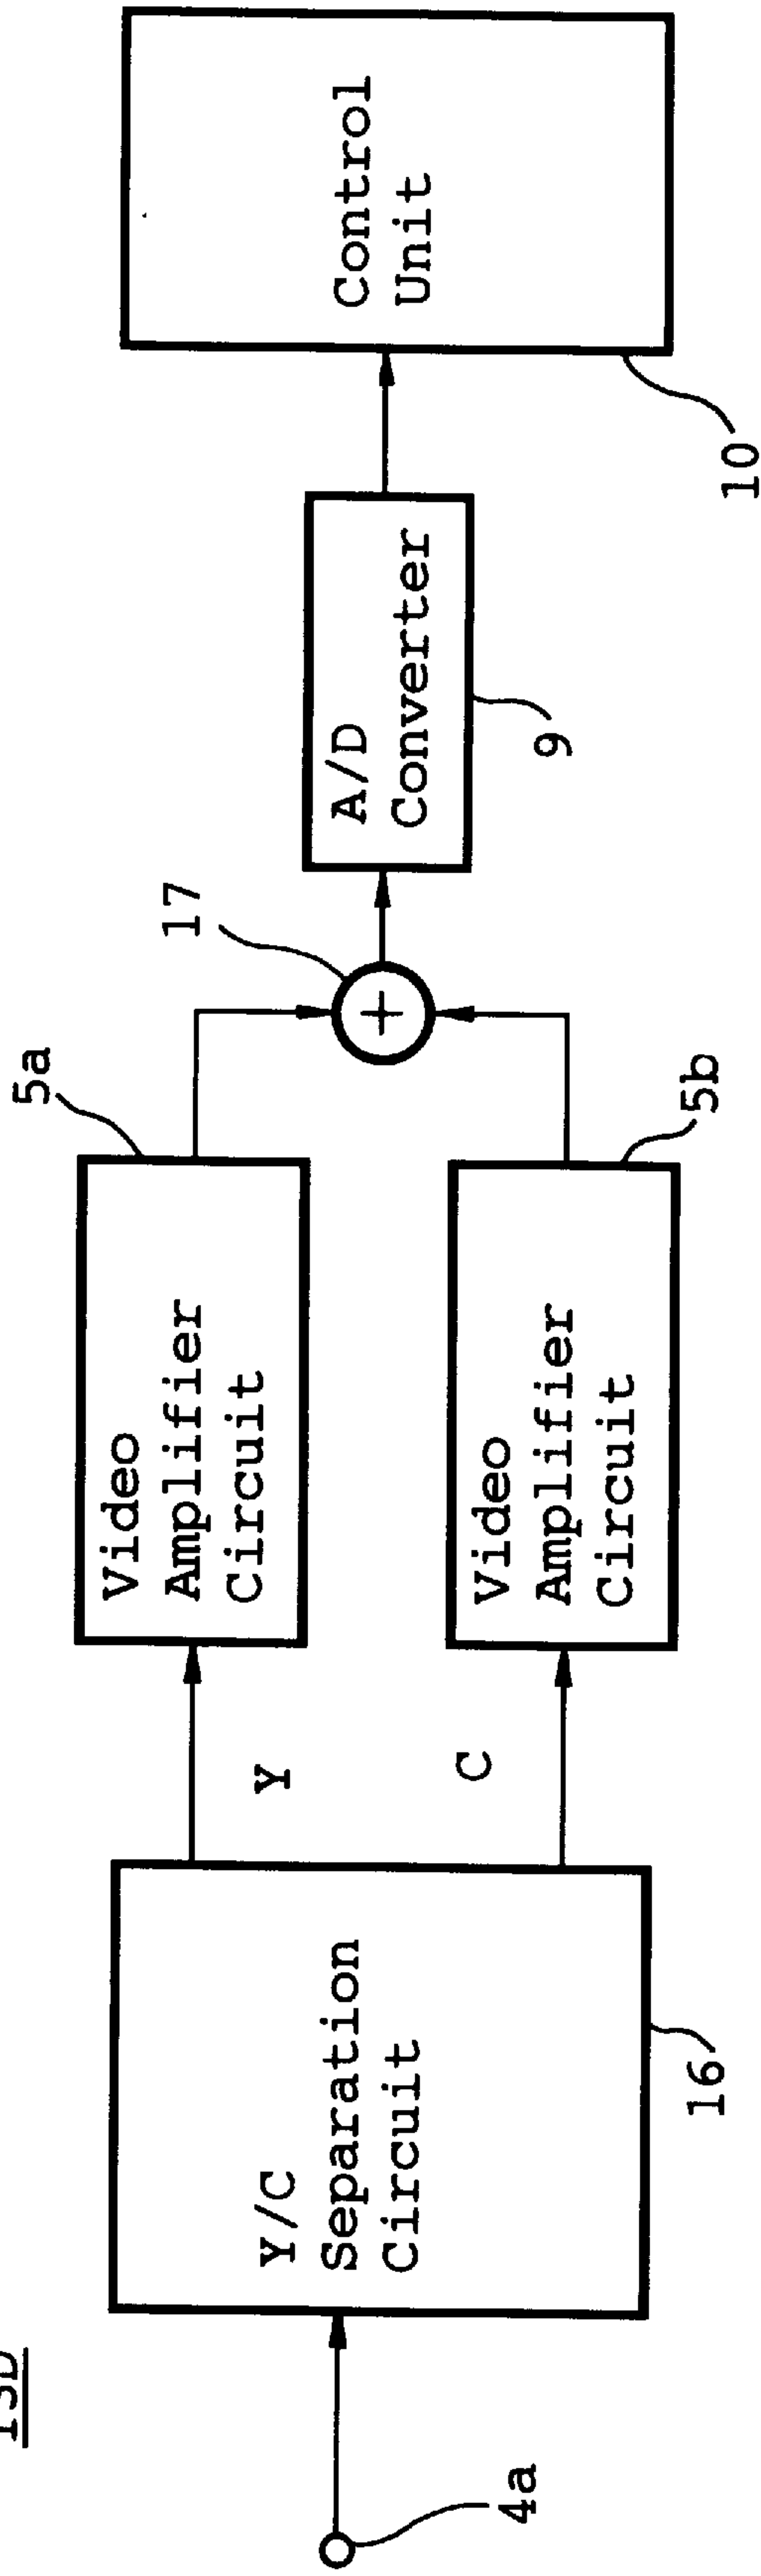 4a
Y/C
Separation
Circuit
16
Y
C
Video
Amplifier
Circuit
5a
Video
Amplifier
Circuit
5b
+
17
A/D
Converter
9
Control
Unit
10